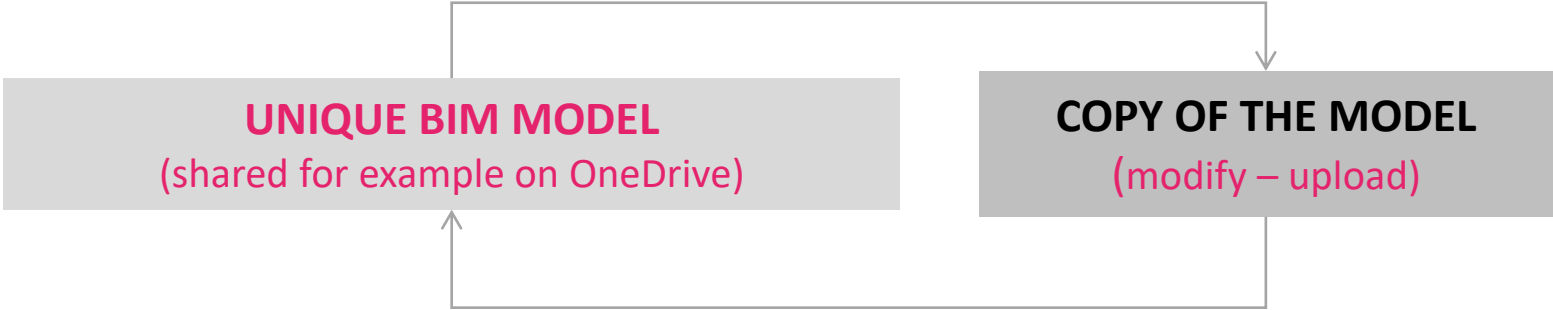 UNIQUE BIM MODEL
(shared for example on OneDrive)
COPY OF THE MODEL
(modify – upload)